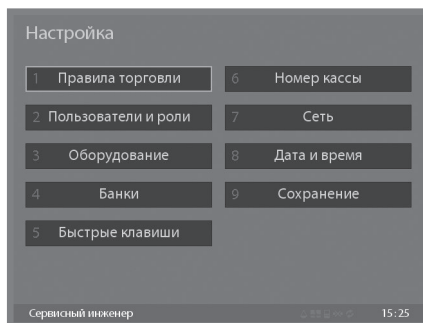 Настройка
1 Правила торговли
2 Пользователи и роли
3 Оборудование
4 Банки
5 Быстрые клавиши
6 Номер кассы
7 Сеть
8 Дата и время
9 Сохранение
Сервисный инженер 15:25